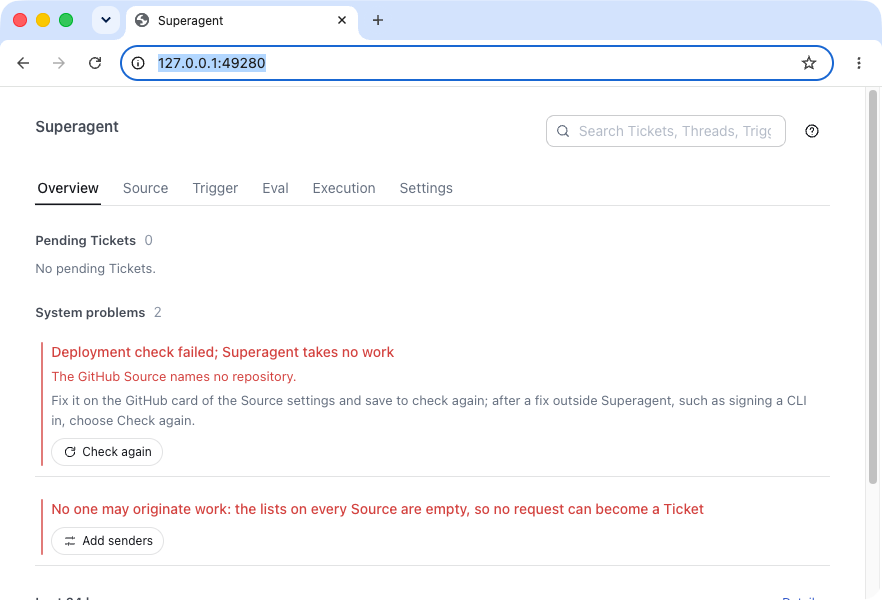 Superagent
127.0.0.1:49280
Superagent
Search Tickets, Threads, Trigg
Overview Source Trigger Eval Execution Settings
Pending Tickets 0
No pending Tickets.
System problems 2
Deployment check failed; Superagent takes no work
The GitHub Source names no repository.
Fix it on the GitHub card of the Source settings and save to check again; after a fix outside Superagent, such as signing a CLI
in, choose Check again.
Check again
No one may originate work: the lists on every Source are empty, so no request can become a Ticket
Add senders